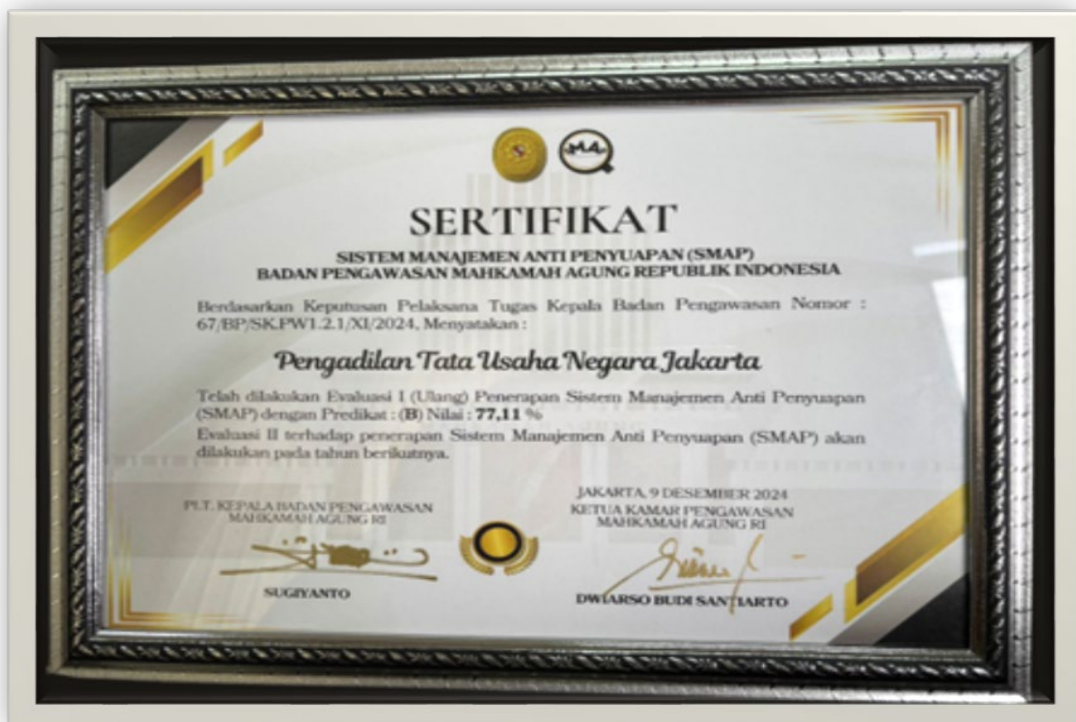 MA
SERTIFIKAT
SISTEM MANAJEMEN ANTI PENYUAPAN (SMAP)
BADAN PENGAWASAN MAHKAMAH AGUNG REPUBLIK INDONESIA
Berdasarkan Keputusan Pelaksana Tugas Kepala Badan Pengawasan Nomor :
67/BP/SK.PW1.2.1/XI/2024, Menyatakan :
Pengadilan Tata Usaha Negara Jakarta
Telah dilakukan Evaluasi I (Ulang) Penerapan Sistem Manajemen Anti Penyuapan
(SMAP) dengan Predikat : (B) Nilai : 77,11 %
Evaluasi II terhadap penerapan Sistem Manajemen Anti Penyuapan (SMAP) akan
dilakukan pada tahun berikutnya.
PLT. KEPALA BADAN PENGAWASAN
MAHKAMAH AGUNG RI
SUGIYANTO
JAKARTA, 9 DESEMBER 2024
KETUA KAMAR PENGAWASAN
MAHKAMAH AGUNG RI
DWIARSO BUDI SANTIARTO